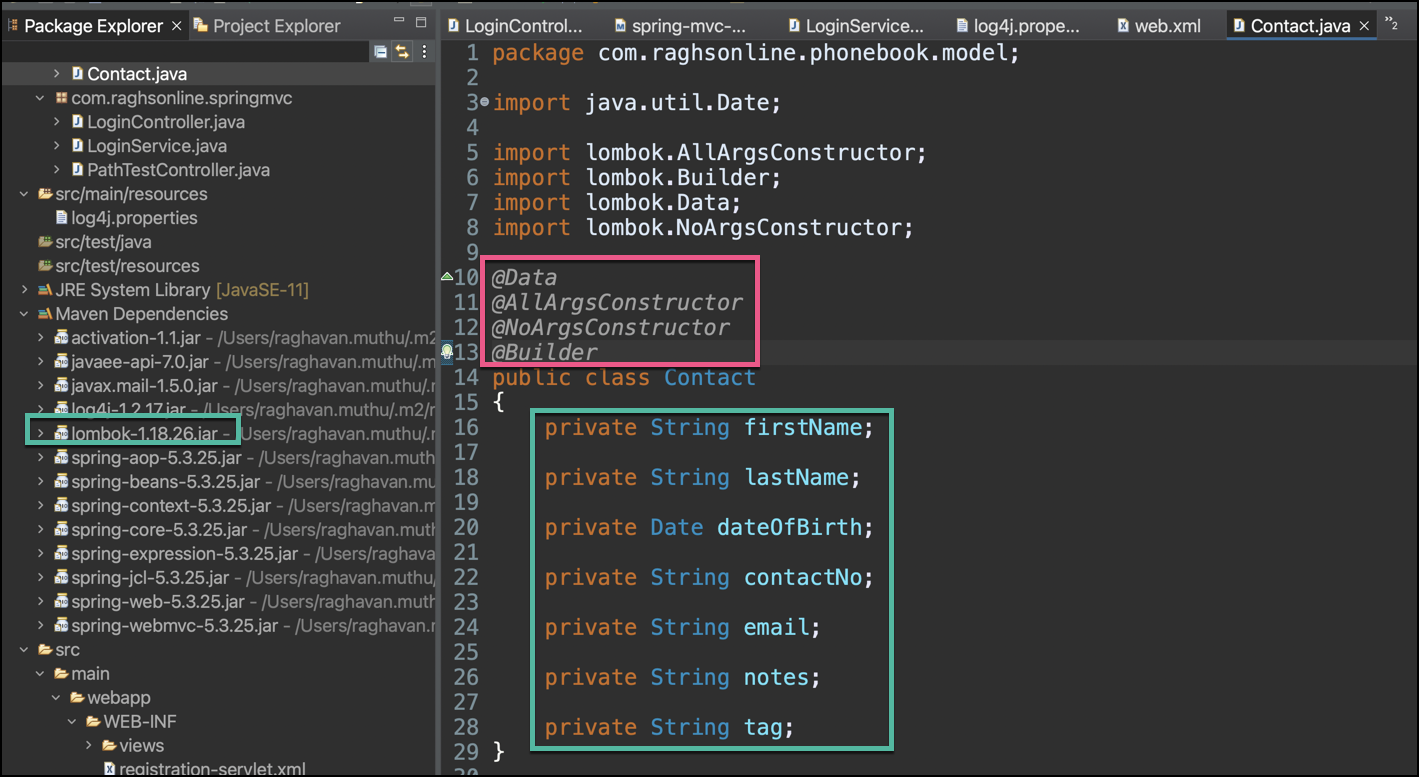 Package Explorer × Project Explorer
Contact.java
com.raghsonline.springmvc
LoginController.java
LoginService.java
PathTestController.java
src/main/resources
log4j.properties
src/test/java
src/test/resources
JRE System Library [JavaSE-11]
Maven Dependencies
activation-1.1.jar - /Users/raghavan.muthu/.m2
javaee-api-7.0.jar - /Users/raghavan.muthu/.m
javax.mail-1.5.0.jar - /Users/raghavan.muthu/.
log4j-1.2.17.jar - /Users/raghavan.muthu/.m2/r
lombok-1.18.26.jar - /Users/raghavan.muthu/.
spring-aop-5.3.25.jar - /Users/raghavan.muth
spring-beans-5.3.25.jar - /Users/raghavan.mu
spring-context-5.3.25.jar - /Users/raghavan.m
spring-core-5.3.25.jar - /Users/raghavan.mut
spring-expression-5.3.25.jar - /Users/raghava
spring-jcl-5.3.25.jar - /Users/raghavan.muthu
spring-web-5.3.25.jar - /Users/raghavan.muth
spring-webmvc-5.3.25.jar - /Users/raghavan.r
src
main
webapp
WEB-INF
views
registration-servlet.xml
LoginControl... spring-mvc-... LoginService... log4j.prope... web.xml Contact.java × »2
1 package com.raghsonline.phonebook.model;
2
3 import java.util.Date;
4
5 import lombok.AllArgsConstructor;
6 import lombok.Builder;
7 import lombok.Data;
8 import lombok.NoArgsConstructor;
9
10 @Data
11 @AllArgsConstructor
12 @NoArgsConstructor
13 @Builder
14 public class Contact
15 {
16 private String firstName;
17
18 private String lastName;
19
20 private Date dateOfBirth;
21
22 private String contactNo;
23
24 private String email;
25
26 private String notes;
27
28 private String tag;
29 }
30